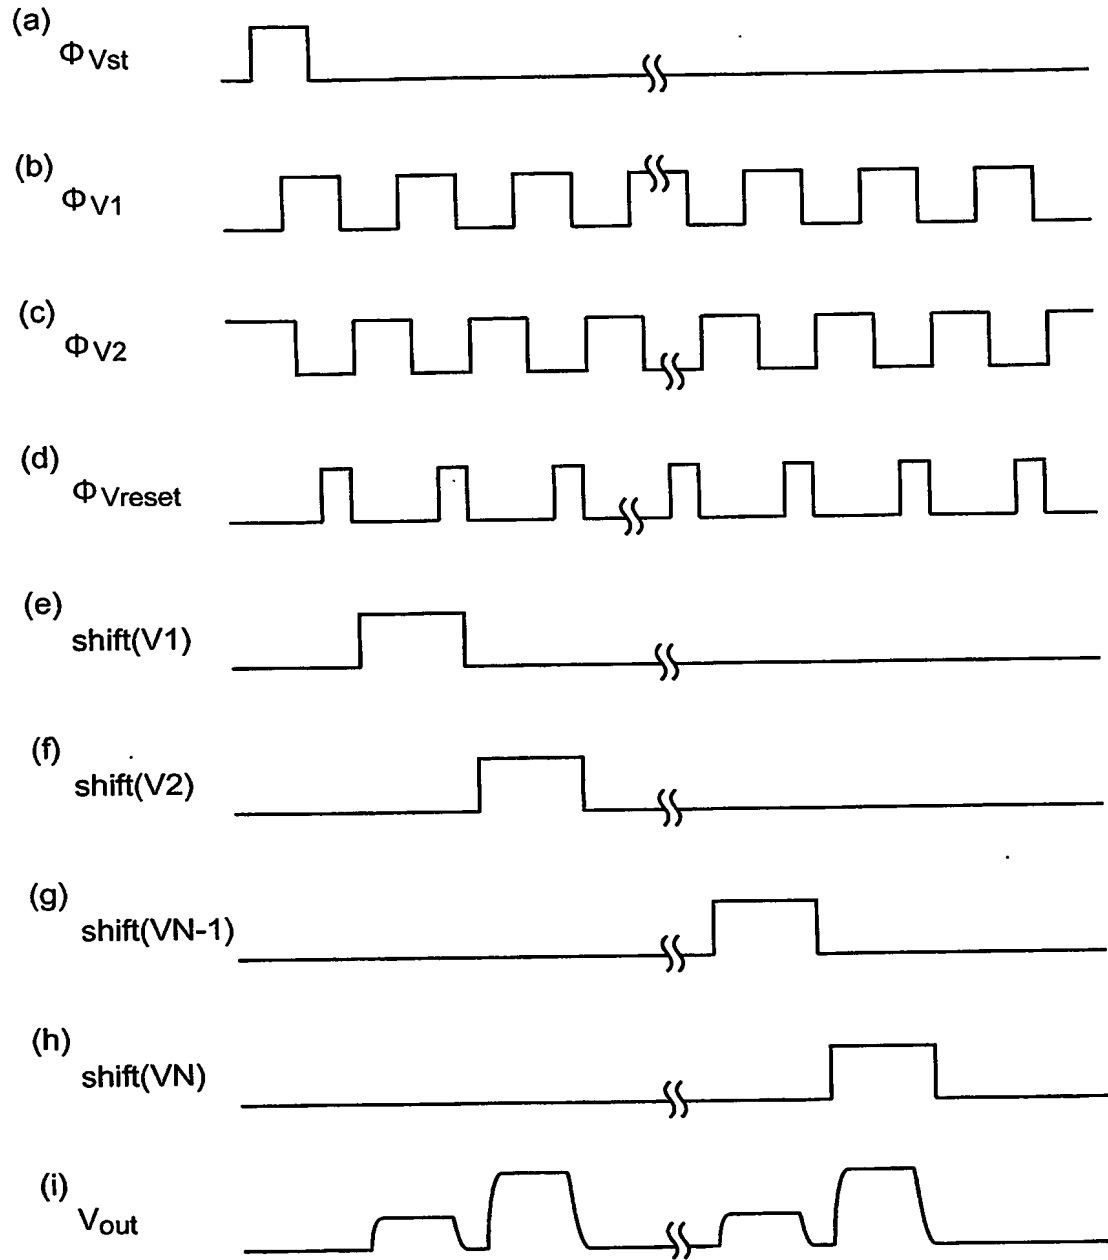 (a)
ΦVst
(b)
ΦV1
(c)
ΦV2
(d)
ΦVreset
(e)
shift(V1)
(f)
shift(V2)
(g)
shift(VN-1)
(h)
shift(VN)
(i)
Vout